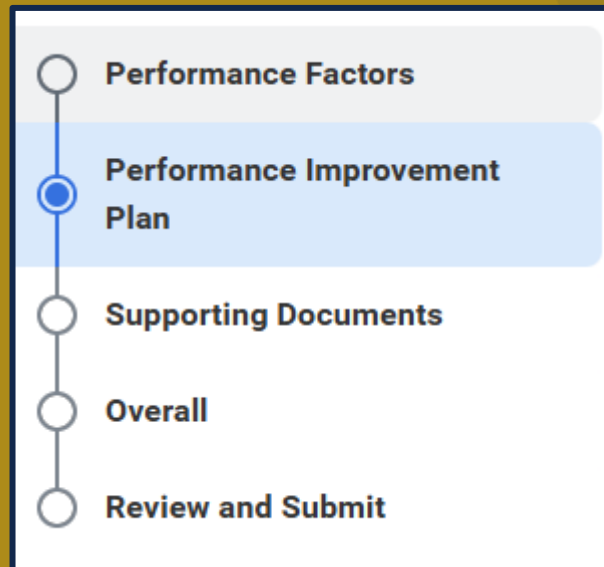 Performance Factors
Performance Improvement
Plan
Supporting Documents
Overall
Review and Submit